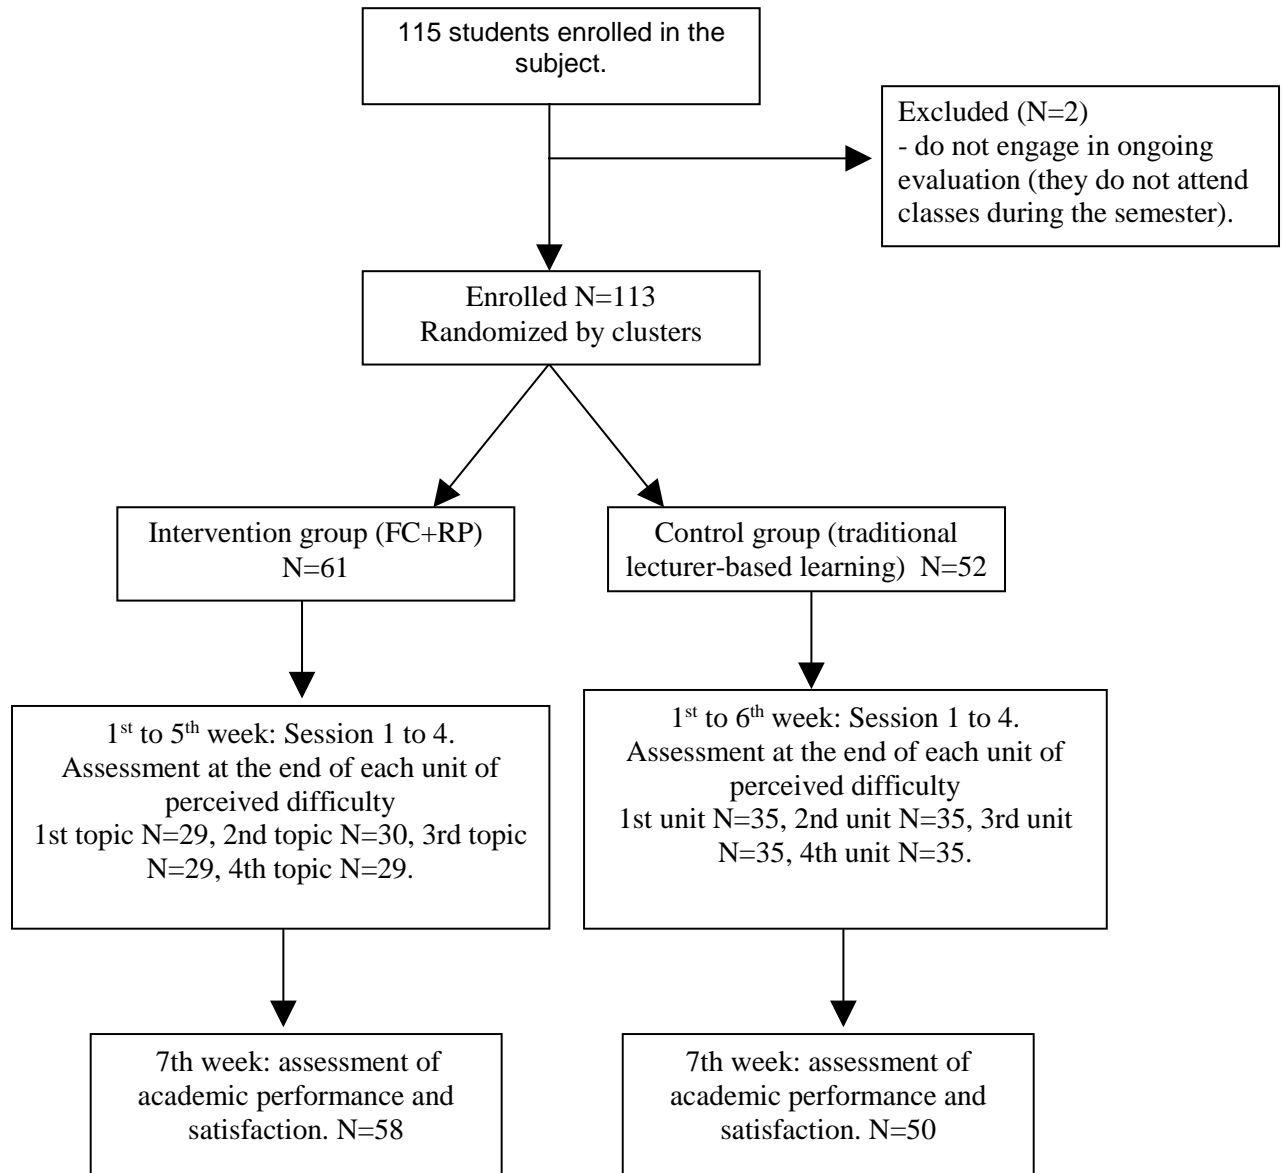 115 students enrolled in the
subject.
Excluded (N=2)
- do not engage in ongoing
evaluation (they do not attend
classes during the semester).
Enrolled N=113
Randomized by clusters
Intervention group (FC+RP)
N=61
Control group (traditional
lecturer-based learning)  N=52
1st to 5th week: Session 1 to 4.
Assessment at the end of each unit of
perceived difficulty
1st topic N=29, 2nd topic N=30, 3rd topic
N=29, 4th topic N=29.
1st to 6th week: Session 1 to 4.
Assessment at the end of each unit of
perceived difficulty
1st unit N=35, 2nd unit N=35, 3rd unit
N=35, 4th unit N=35.
7th week: assessment of
academic performance and
satisfaction. N=58
7th week: assessment of
academic performance and
satisfaction. N=50